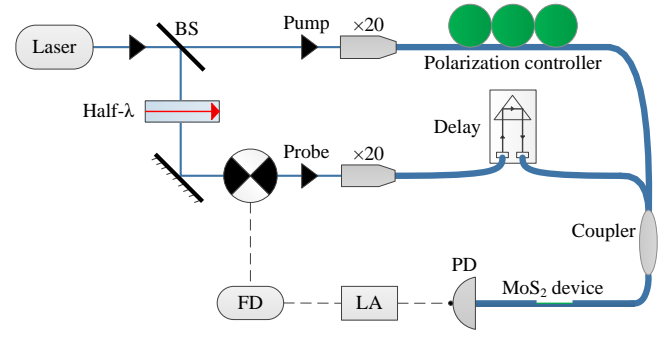 BS
Pump
×20
Laser
Polarization controller
Half-λ
Delay
Probe
×20
Coupler
PD
MoS₂ device
FD
LA